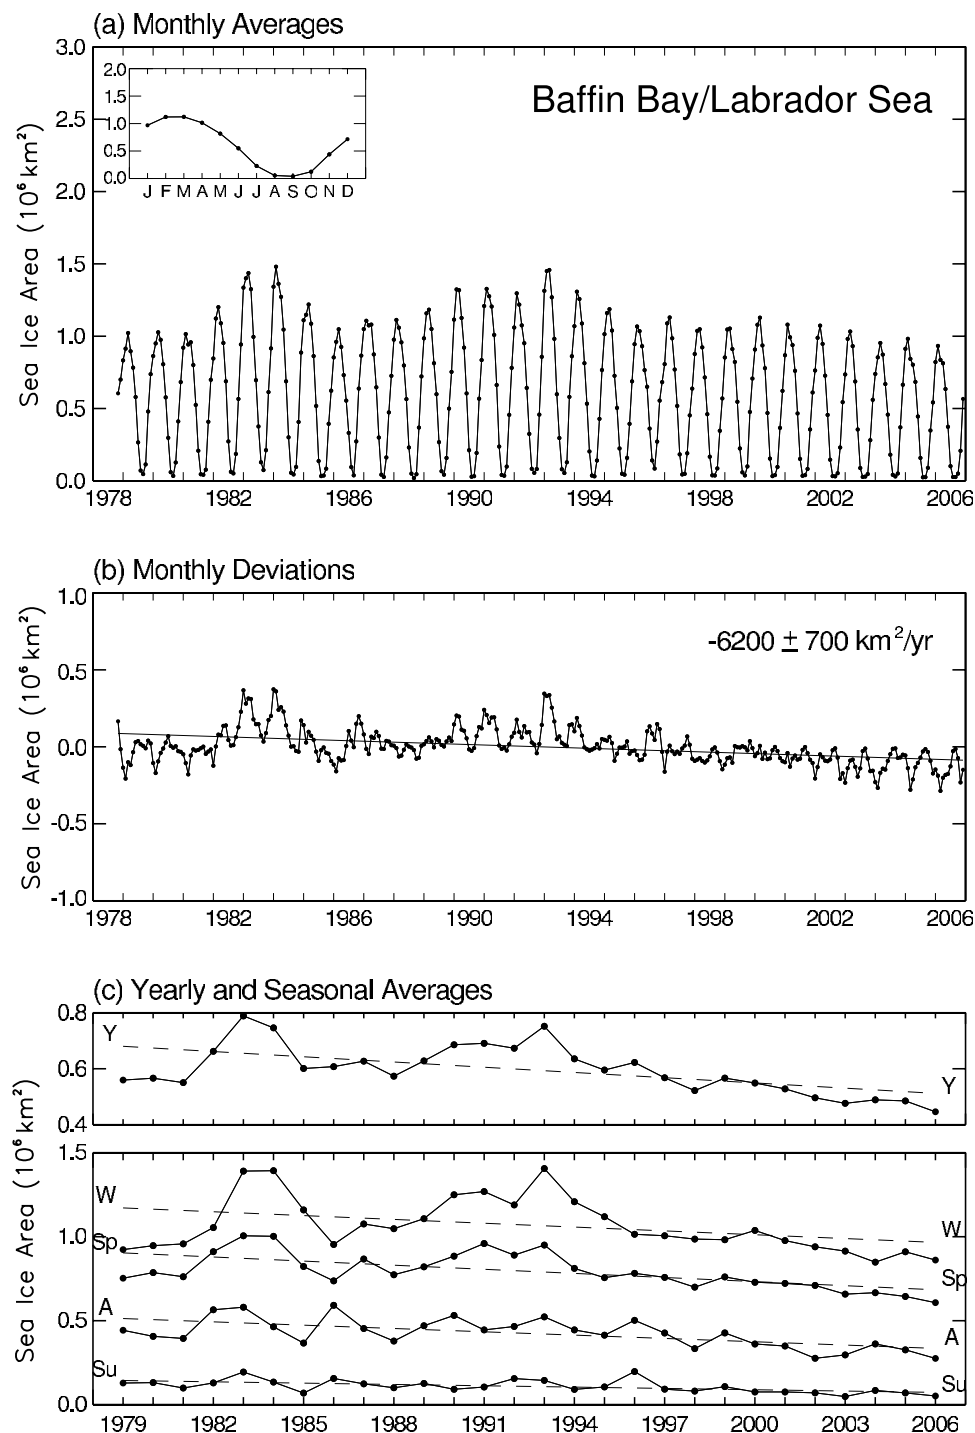 (a) Monthly Averages
Baffin Bay/Labrador Sea
Sea Ice Area (10⁶ km²)
3.0
2.5
2.0
1.5
1.0
0.5
0.0
2.0
1.5
1.0
0.5
0.0
J F M A M J J A S O N D
1978 1982 1986 1990 1994 1998 2002 2006
(b) Monthly Deviations
-6200 ± 700 km²/yr
Sea Ice Area (10⁶ km²)
1.0
0.5
0.0
-0.5
-1.0
1978 1982 1986 1990 1994 1998 2002 2006
(c) Yearly and Seasonal Averages
Sea Ice Area (10⁶ km²)
0.8
0.6
0.4
Y Y
1.5
1.0
0.5
0.0
W W
Sp Sp
A A
Su Su
1979 1982 1985 1988 1991 1994 1997 2000 2003 2006